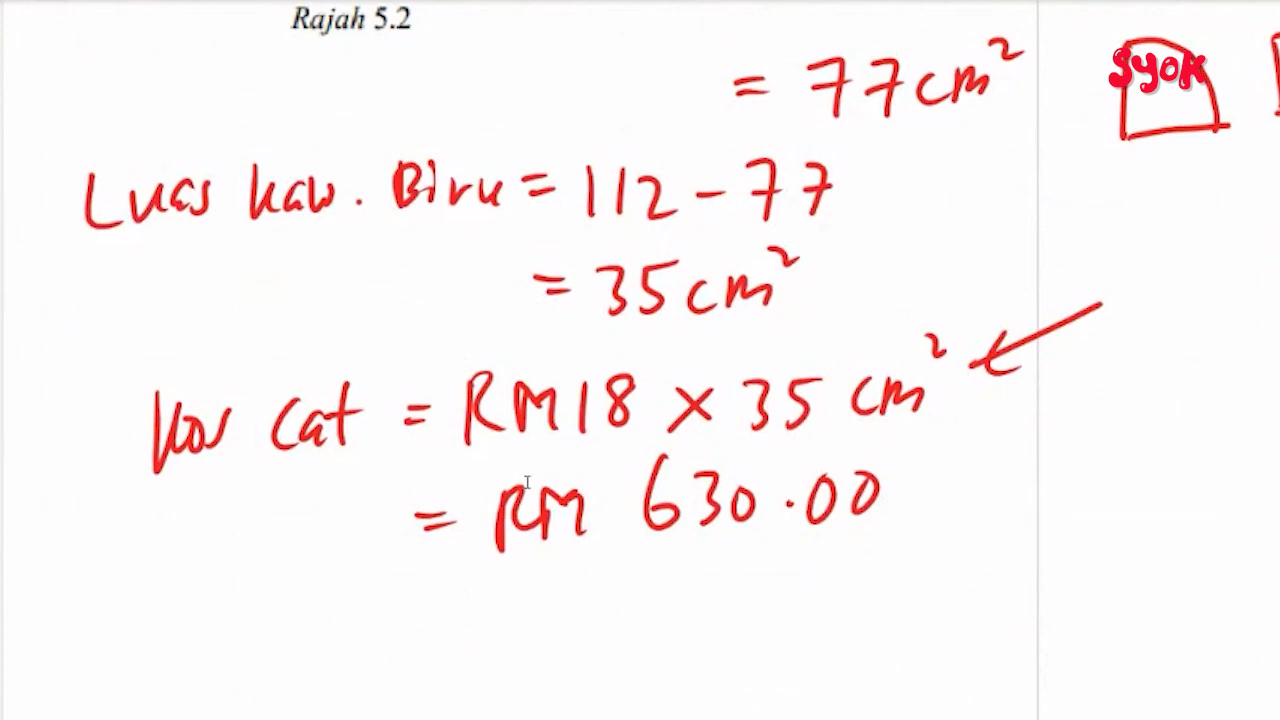 Rajah 5.2
= 77 cm²
syok
Luas kaw. Biru = 112 - 77
= 35 cm²
kos cat = RM18 × 35 cm²
= RM 630.00